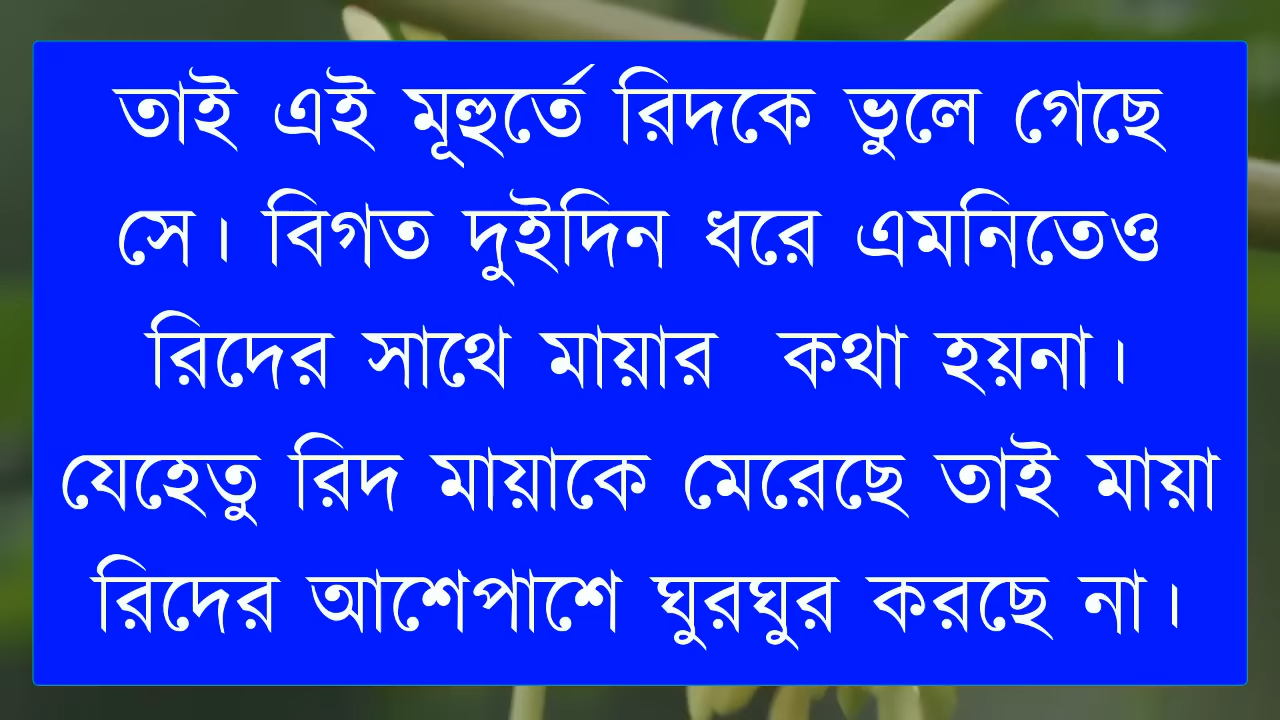 তাই এই মূহুর্তে রিদকে ভুলে গেছে
সে। বিগত দুইদিন ধরে এমনিতেও
রিদের সাথে মায়ার  কথা হয়না।
যেহেতু রিদ মায়াকে মেরেছে তাই মায়া
রিদের আশেপাশে ঘুরঘুর করছে না।